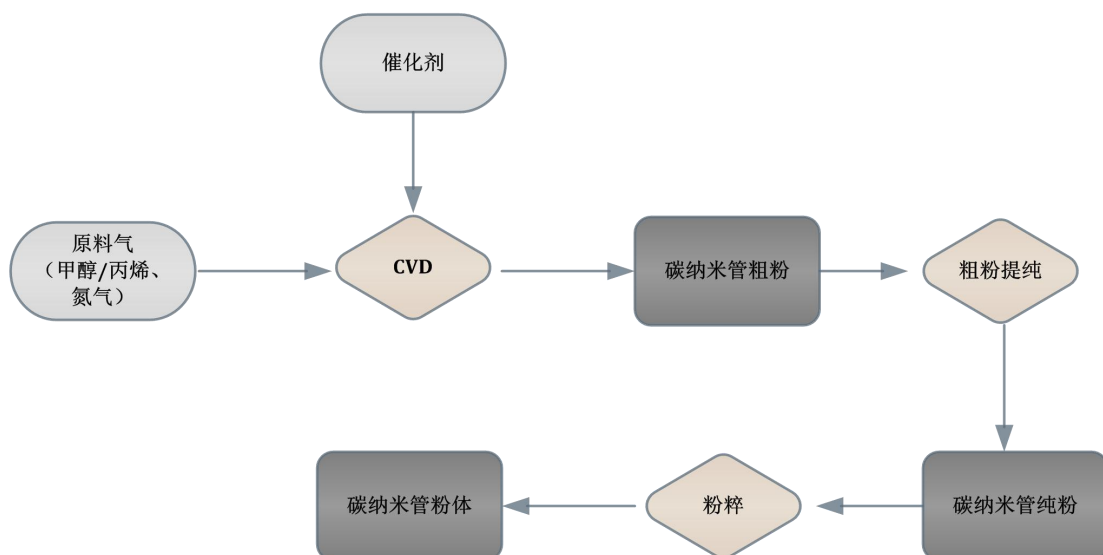 催化剂
原料气
（甲醇/丙烯、
氮气）
CVD
碳纳米管粗粉
粗粉提纯
碳纳米管粉体
粉粹
碳纳米管纯粉